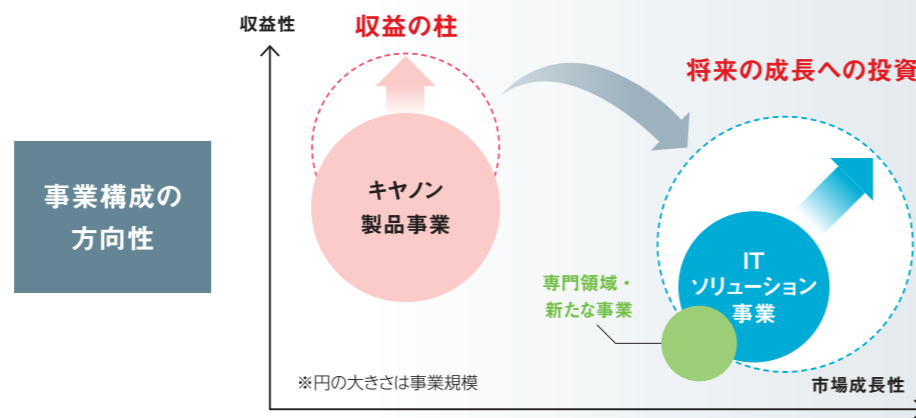 収益性
収益の柱
将来の成長への投資
事業構成の
方向性
キヤノン
製品事業
IT
ソリューション
事業
専門領域・
新たな事業
※円の大きさは事業規模
市場成長性